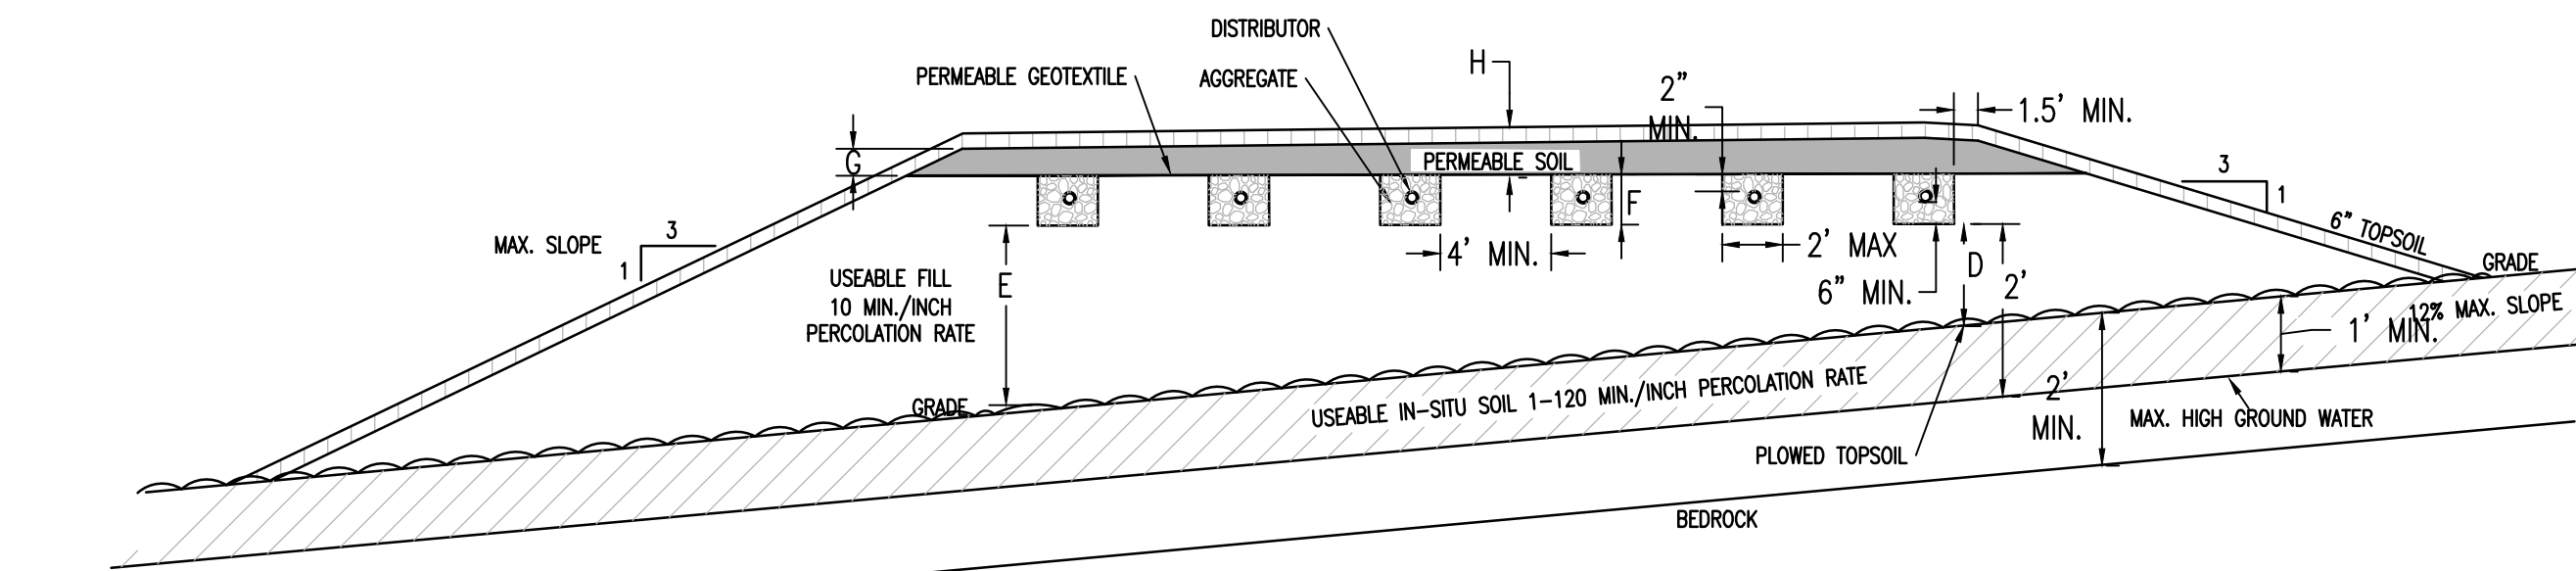 DISTRIBUTOR
PERMEABLE GEOTEXTILE
AGGREGATE
H
2"
MIN.
1.5' MIN.
G
PERMEABLE SOIL
3
1
F
6" TOPSOIL
MAX. SLOPE
3
1
4' MIN.
2' MAX
GRADE
USEABLE FILL
10 MIN./INCH
PERCOLATION RATE
E
6" MIN.
D
2'
12% MAX. SLOPE
1' MIN.
GRADE
USEABLE IN-SITU SOIL 1-120 MIN./INCH PERCOLATION RATE
2'
MIN.
MAX. HIGH GROUND WATER
PLOWED TOPSOIL
BEDROCK